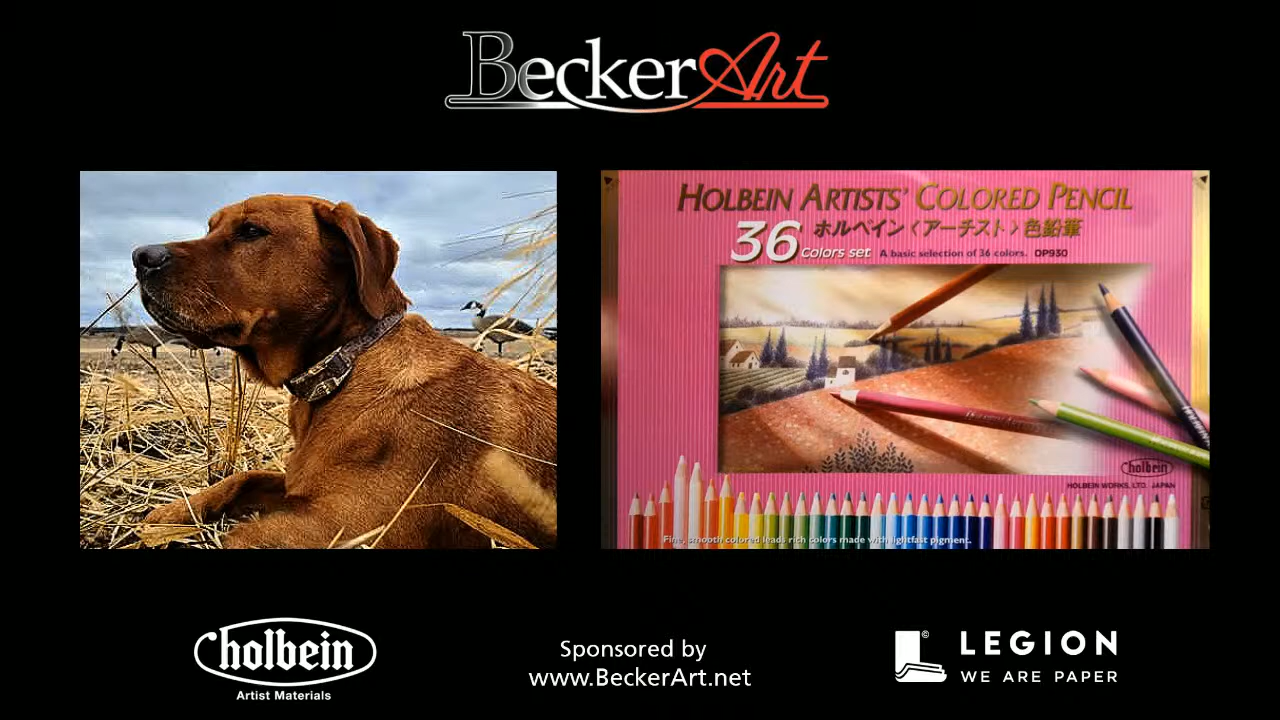 BeckerArt
HOLBEIN ARTISTS' COLORED PENCIL
ホルベイン〈アーチスト〉色鉛筆
36 Colors set A basic selection of 36 colors. OP930
holbein
HOLBEIN WORKS, LTD. JAPAN
Fine, smooth colored leads rich colors made with lightfast pigment.
holbein
Artist Materials
Sponsored by
www.BeckerArt.net
©
LEGION
WE ARE PAPER